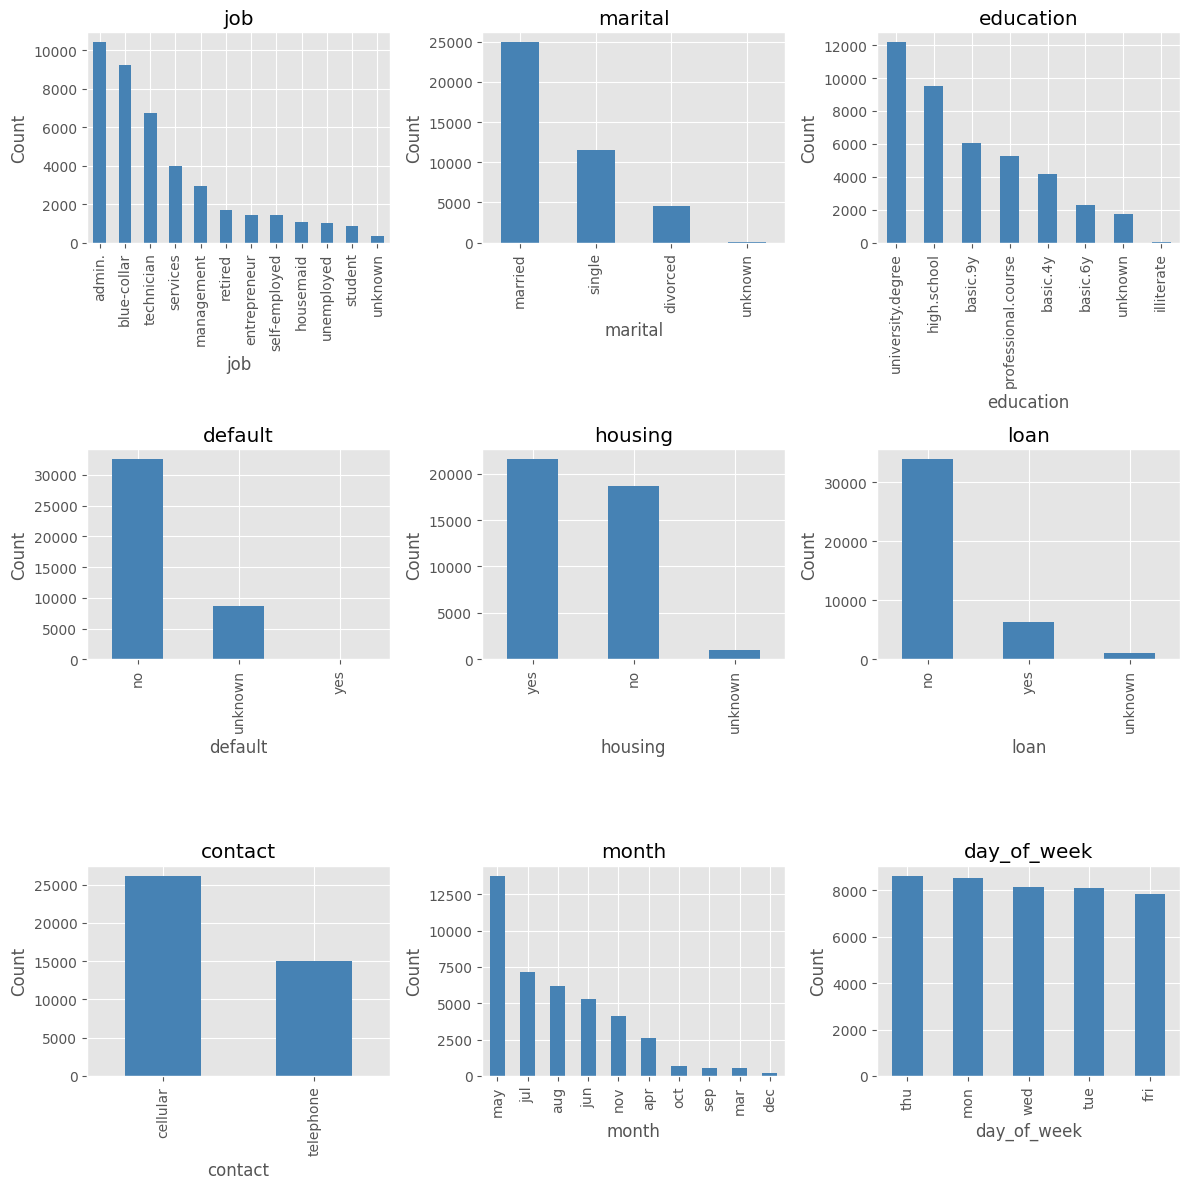 job
Count
10000
8000
6000
4000
2000
0
admin.
blue-collar
technician
services
management
retired
entrepreneur
self-employed
housemaid
unemployed
student
unknown
job
marital
Count
25000
20000
15000
10000
5000
0
married
single
divorced
unknown
marital
education
Count
12000
10000
8000
6000
4000
2000
0
university.degree
high.school
basic.9y
professional.course
basic.4y
basic.6y
unknown
illiterate
education
default
Count
30000
25000
20000
15000
10000
5000
0
no
unknown
yes
default
housing
Count
20000
15000
10000
5000
0
yes
no
unknown
housing
loan
Count
30000
20000
10000
0
no
yes
unknown
loan
contact
Count
25000
20000
15000
10000
5000
0
cellular
telephone
contact
month
Count
12500
10000
7500
5000
2500
0
may
jul
aug
jun
nov
apr
oct
sep
mar
dec
month
day_of_week
Count
8000
6000
4000
2000
0
thu
mon
wed
tue
fri
day_of_week